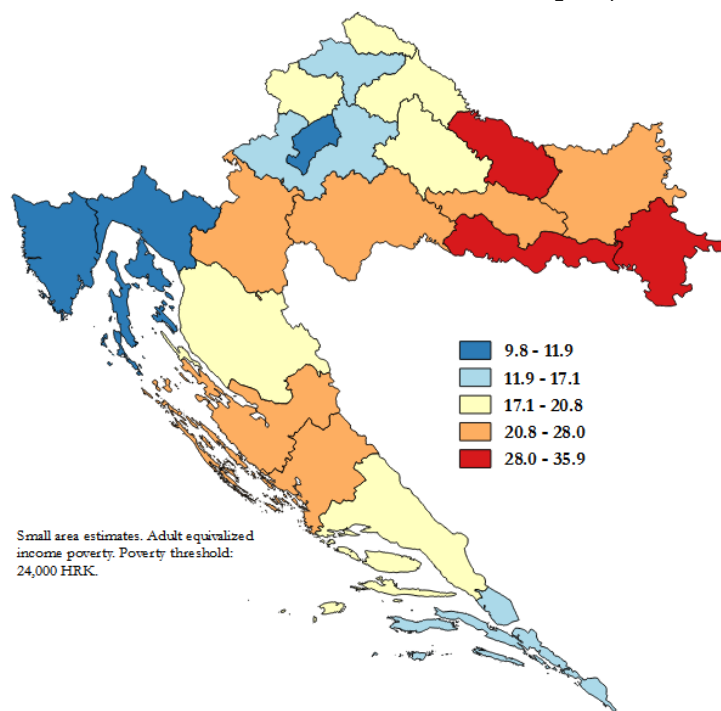 9.8 - 11.9
11.9 - 17.1
17.1 - 20.8
20.8 - 28.0
28.0 - 35.9
Small area estimates. Adult equivalized
income poverty. Poverty threshold:
24,000 HRK.